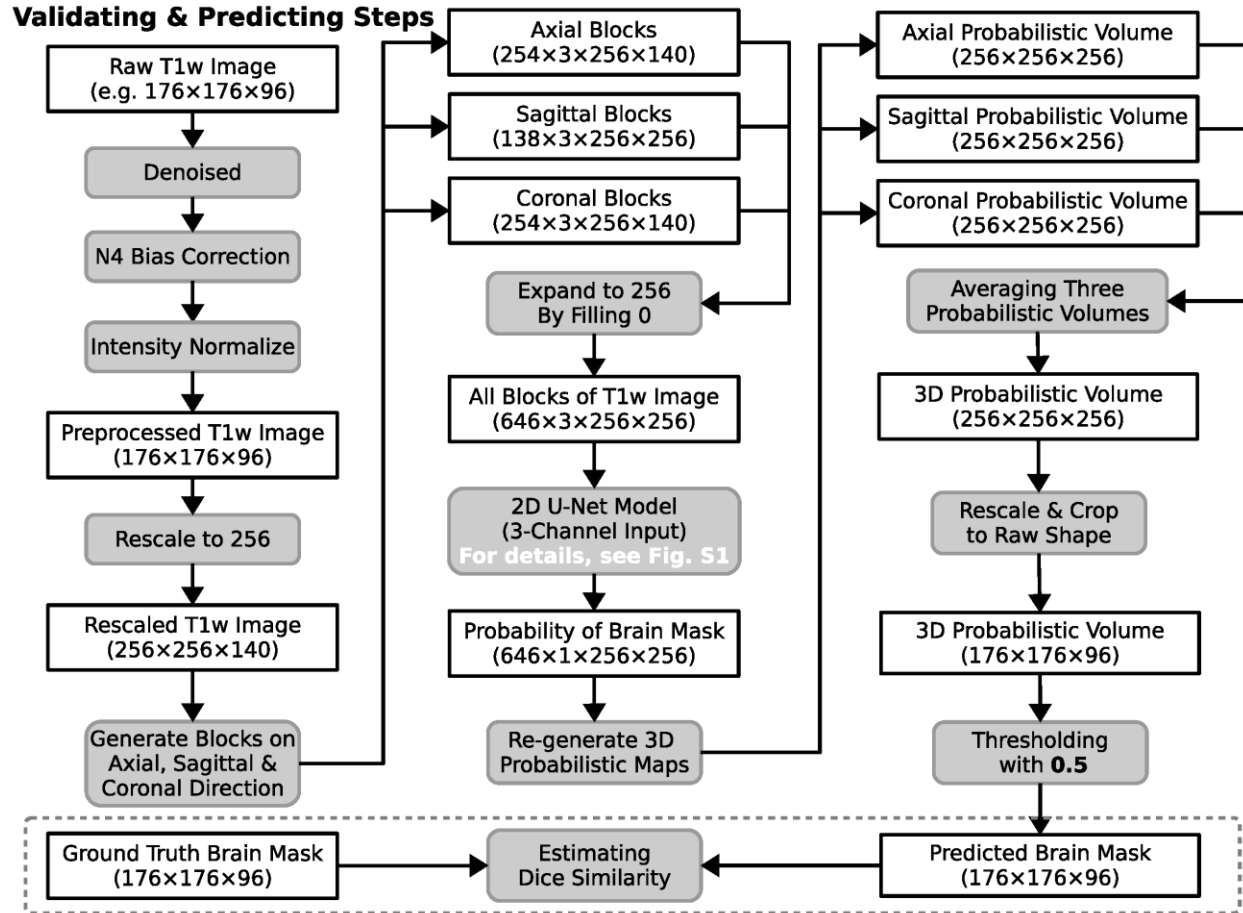 Validating & Predicting Steps
Raw T1w Image
(e.g. 176×176×96)
Denoised
N4 Bias Correction
Intensity Normalize
Preprocessed T1w Image
(176×176×96)
Rescale to 256
Rescaled T1w Image
(256×256×140)
Generate Blocks on
Axial, Sagittal &
Coronal Direction
Axial Blocks
(254×3×256×140)
Sagittal Blocks
(138×3×256×256)
Coronal Blocks
(254×3×256×140)
Expand to 256
By Filling 0
All Blocks of T1w Image
(646×3×256×256)
2D U-Net Model
(3-Channel Input)
For details, see Fig. S1
Probability of Brain Mask
(646×1×256×256)
Re-generate 3D
Probabilistic Maps
Axial Probabilistic Volume
(256×256×256)
Sagittal Probabilistic Volume
(256×256×256)
Coronal Probabilistic Volume
(256×256×256)
Averaging Three
Probabilistic Volumes
3D Probabilistic Volume
(256×256×256)
Rescale & Crop
to Raw Shape
3D Probabilistic Volume
(176×176×96)
Thresholding
with 0.5
Ground Truth Brain Mask
(176×176×96)
Estimating
Dice Similarity
Predicted Brain Mask
(176×176×96)